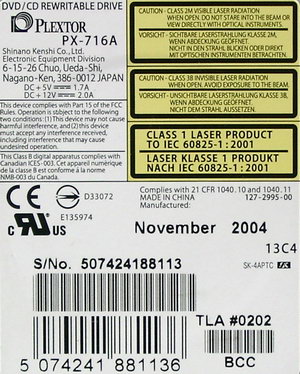 DVD/CD REWRITABLE DRIVE
PLEXTOR
PX-716A
Shinano Kenshi Co., Ltd.
Electronic Equipment Division
6-15-26 Chuo, Ueda-Shi,
Nagano-Ken, 386-0012 JAPAN
DC+5V 1.7A
DC+12V 2.0A
This device complies with Part 15 of the FCC
Rules. Operation is subject to the following
two conditions: (1) this device may not cause
harmful interference, and (2) this device
must accept any interference received,
including interference that may cause
undesired operation.
This Class B digital apparatus complies with
Canadian ICES-003. Cet appareil numérique
de la classe B est conforme à la norme
NMB-003 du Canada.
CAUTION - CLASS 2M VISIBLE LASER RADIATION
WHEN OPEN. DO NOT STARE INTO THE BEAM OR
VIEW DIRECTLY WITH OPTICAL INSTRUMENTS.
VORSICHT - SICHTBARE LASERSTRAHLUNG KLASSE 2M,
WENN ABDECKUNG GEÖFFNET.
NICHT IN DEN STRAHL BLICKEN ODER DIREKT
MIT OPTISCHEN INSTRUMENTEN BETRACHTEN.
CAUTION - CLASS 3B INVISIBLE LASER RADIATION
WHEN OPEN. AVOID EXPOSURE TO THE BEAM.
VORSICHT - UNSICHTBARE LASERSTRAHLUNG KLASSE 3B,
WENN ABDECKUNG GEÖFFNET.
NICHT DEM STRAHL AUSSETZEN.
CLASS 1 LASER PRODUCT
TO IEC 60825-1 : 2001
LASER KLASSE 1 PRODUKT
NACH IEC 60825-1 : 2001
CE
D33072
E135974
C UL US
Complies with 21 CFR 1040.10 and 1040.11
MADE IN CHINA 127-2995-00
November 2004
13C4
S/No. 507424188113
SK-4APTC
TLA #0202
5 074241 881136
BCC